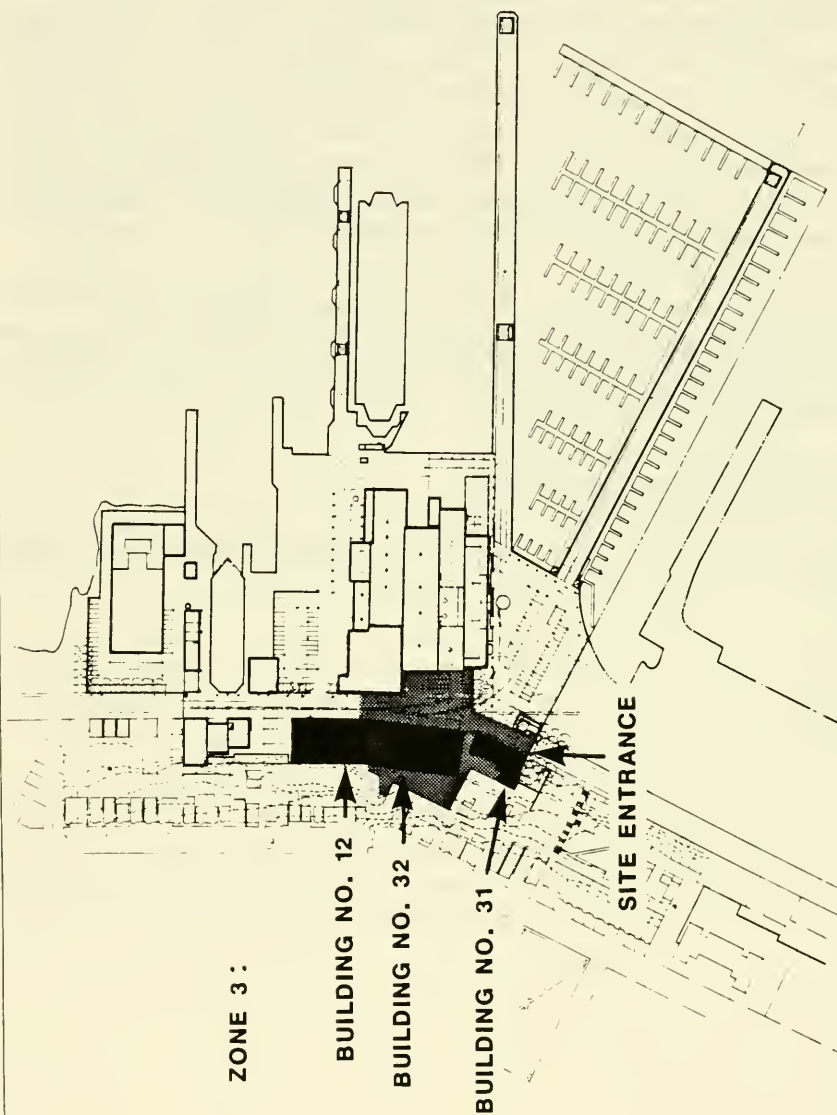 ZONE 3 :
BUILDING NO. 12
BUILDING NO. 32
BUILDING NO. 31
SITE ENTRANCE